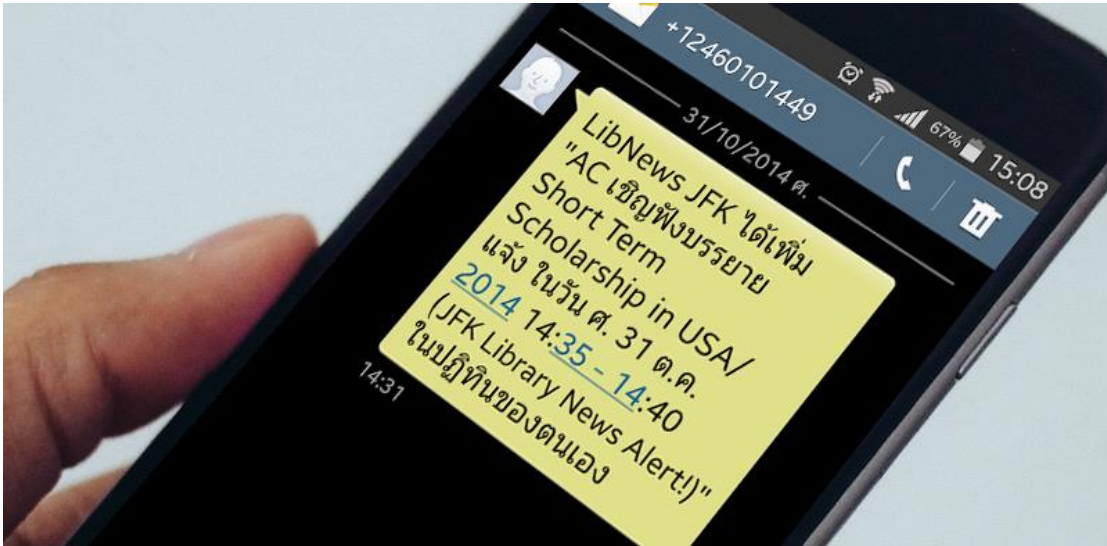 67% 15:08
+12460101449
31/10/2014 ศ.
LibNews JFK ได้เพิ่ม
"AC เชิญฟังบรรยาย
Short Term
Scholarship in USA/
แจ้ง ในวัน ศ. 31 ต.ค.
2014 14:35 – 14:40
(JFK Library News Alert!)"
ในปฏิทินของตนเอง
14:31